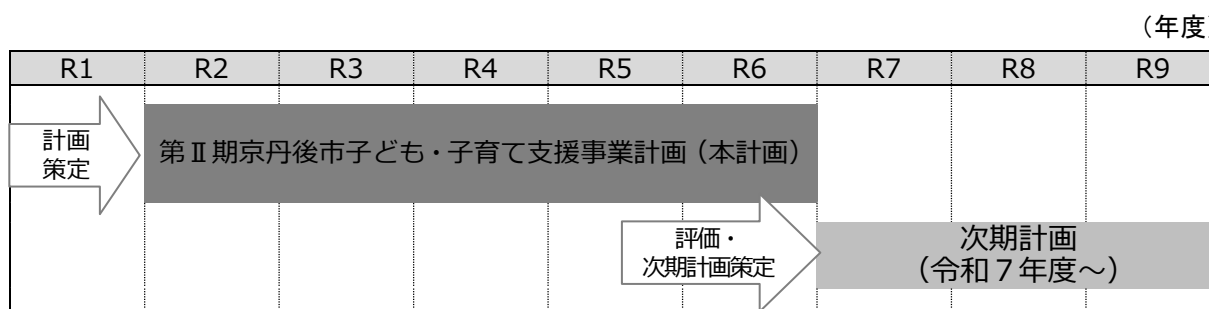 （年度）
R1 R2 R3 R4 R5 R6 R7 R8 R9
計画
策定
第Ⅱ期京丹後市子ども・子育て支援事業計画（本計画）
評価・
次期計画策定
次期計画
（令和７年度～）